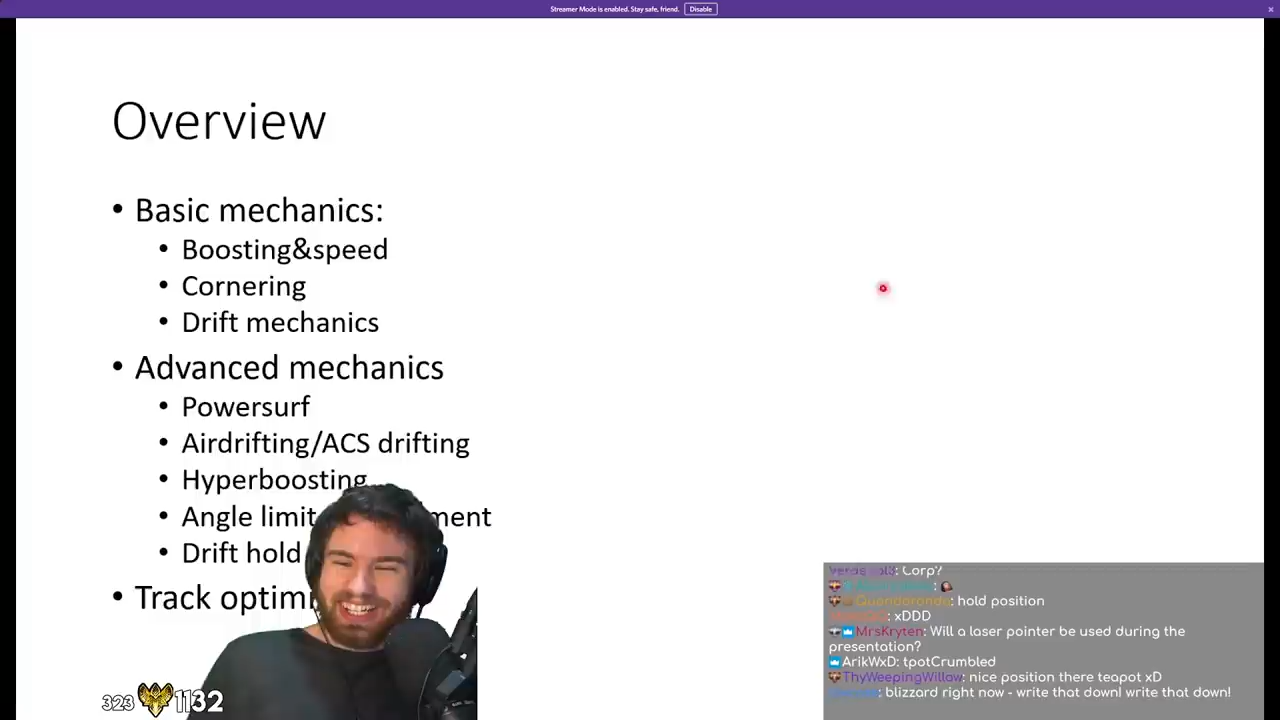 Streamer Mode is enabled. Stay safe, friend. Disable
Overview
• Basic mechanics:
• Boosting&speed
• Cornering
• Drift mechanics
• Advanced mechanics
• Powersurf
• Airdrifting/ACS drifting
• Hyperboosting
• Angle limit
• Drift hold
• Track
: Corp?
: hold position
: xDDD
MrsKryten: Will a laser pointer be used during the
presentation?
ArikWxD: tpotCrumbled
ThyWeepingWillow: nice position there teapot xD
: blizzard right now - write that down! write that down!
323 1132